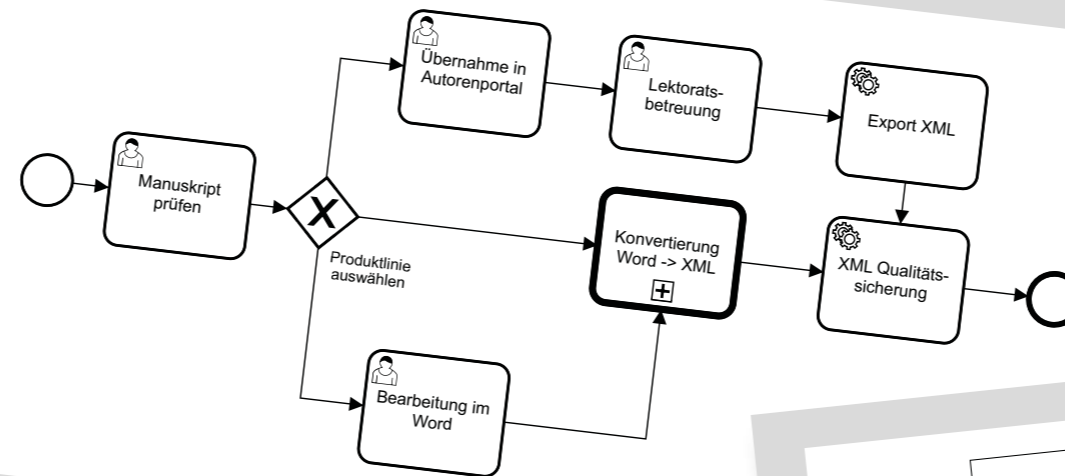 Übernahme in
Autorenportal
Lektorats-
betreuung
Export XML
Manuskript
prüfen
X
Produktlinie
auswählen
Konvertierung
Word -> XML
XML Qualitäts-
sicherung
Bearbeitung im
Word